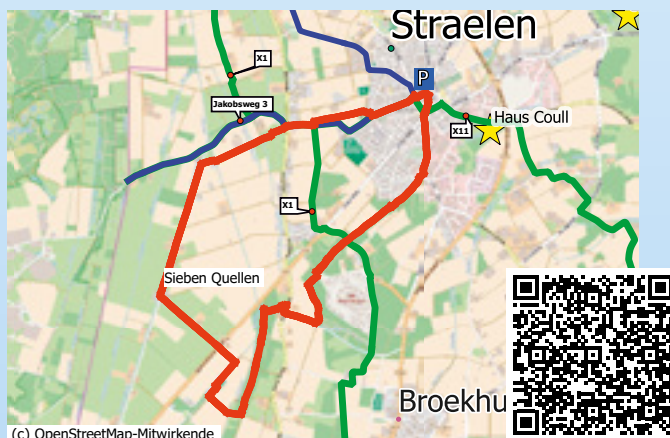 Straelen
X1
P
Jakobsweg 3
Haus Coull
X11
X1
Sieben Quellen
Broekhu
(c) OpenStreetMap-Mitwirkende